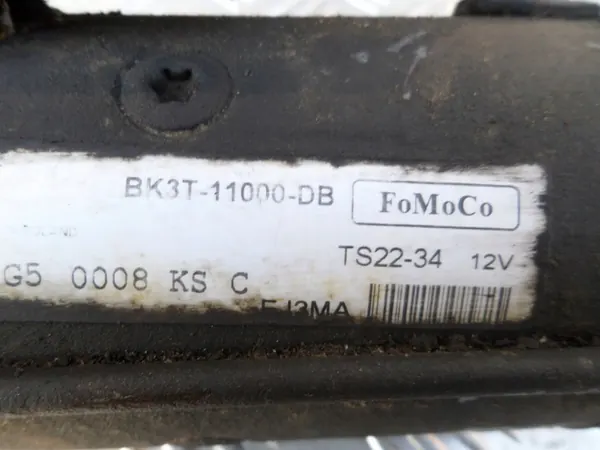 BK3T-11000-DB FoMoCo
TS22-34 12V
G5 0008 KS C